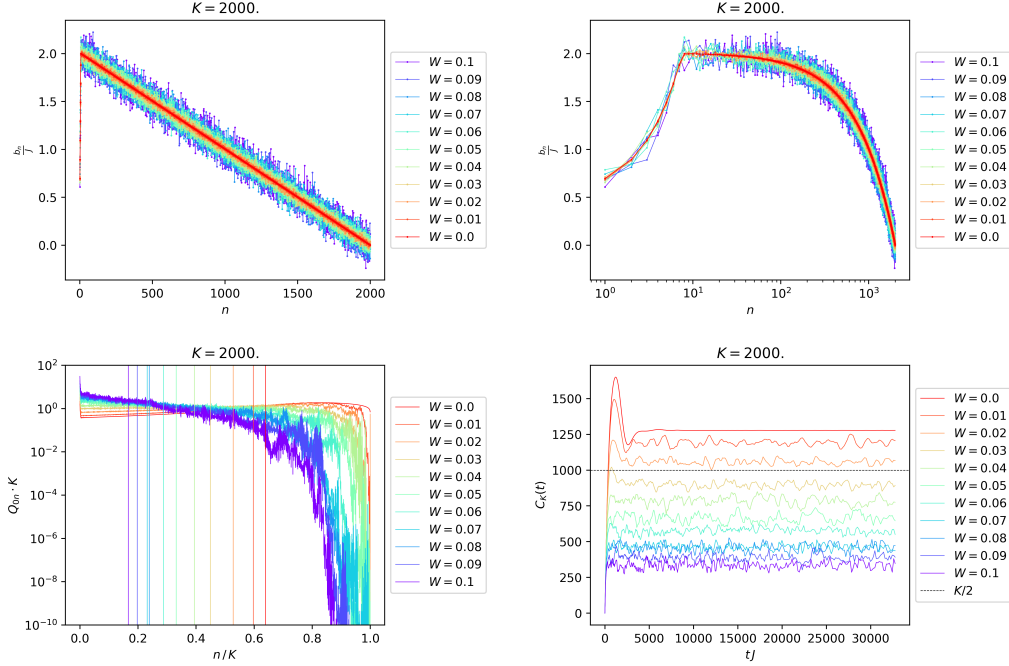 K = 2000.
b_n/J
2.0
1.5
1.0
0.5
0.0
0
500
1000
1500
2000
n
W = 0.1
W = 0.09
W = 0.08
W = 0.07
W = 0.06
W = 0.05
W = 0.04
W = 0.03
W = 0.02
W = 0.01
W = 0.0
K = 2000.
b_n/J
2.0
1.5
1.0
0.5
0.0
10^0
10^1
10^2
10^3
n
W = 0.1
W = 0.09
W = 0.08
W = 0.07
W = 0.06
W = 0.05
W = 0.04
W = 0.03
W = 0.02
W = 0.01
W = 0.0
K = 2000.
Q_{0n} · K
10^2
10^0
10^{-2}
10^{-4}
10^{-6}
10^{-8}
10^{-10}
0.0
0.2
0.4
0.6
0.8
1.0
n / K
W = 0.0
W = 0.01
W = 0.02
W = 0.03
W = 0.04
W = 0.05
W = 0.06
W = 0.07
W = 0.08
W = 0.09
W = 0.1
K = 2000.
C_K(t)
1500
1250
1000
750
500
250
0
0
5000
10000
15000
20000
25000
30000
t J
W = 0.0
W = 0.01
W = 0.02
W = 0.03
W = 0.04
W = 0.05
W = 0.06
W = 0.07
W = 0.08
W = 0.09
W = 0.1
K/2